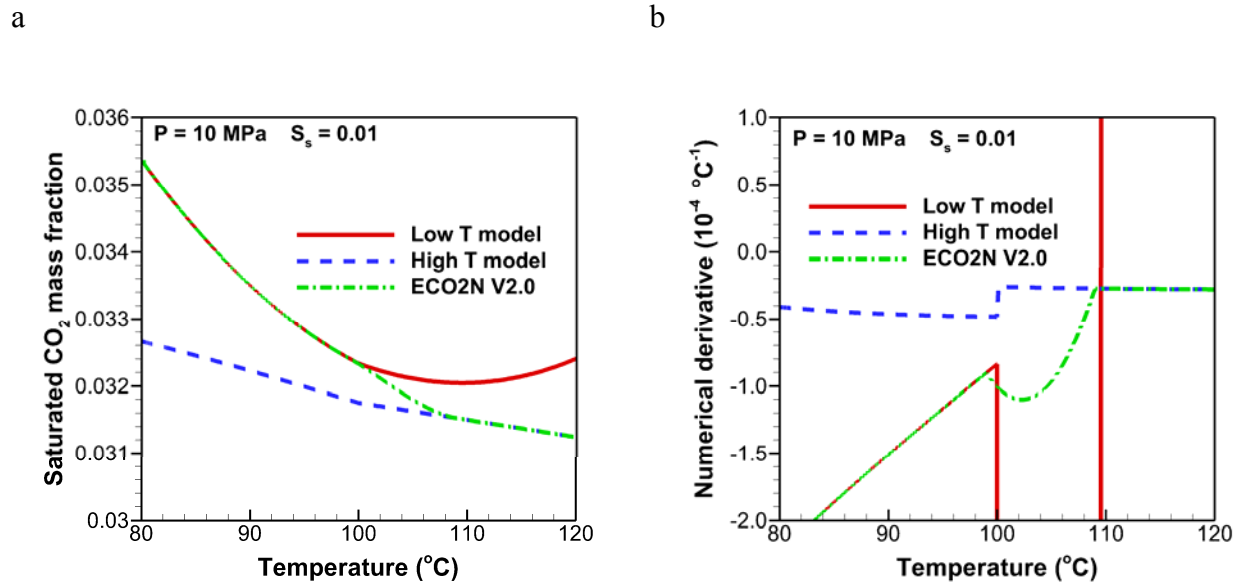 a
b
P = 10 MPa Sₛ = 0.01
Low T model
High T model
ECO2N V2.0
Saturated CO₂ mass fraction
0.036
0.035
0.034
0.033
0.032
0.031
0.03
80
90
100
110
120
Temperature (°C)
P = 10 MPa Sₛ = 0.01
Low T model
High T model
ECO2N V2.0
Numerical derivative (10⁻⁴ °C⁻¹)
1.0
0.5
0.0
-0.5
-1.0
-1.5
-2.0
80
90
100
110
120
Temperature (°C)